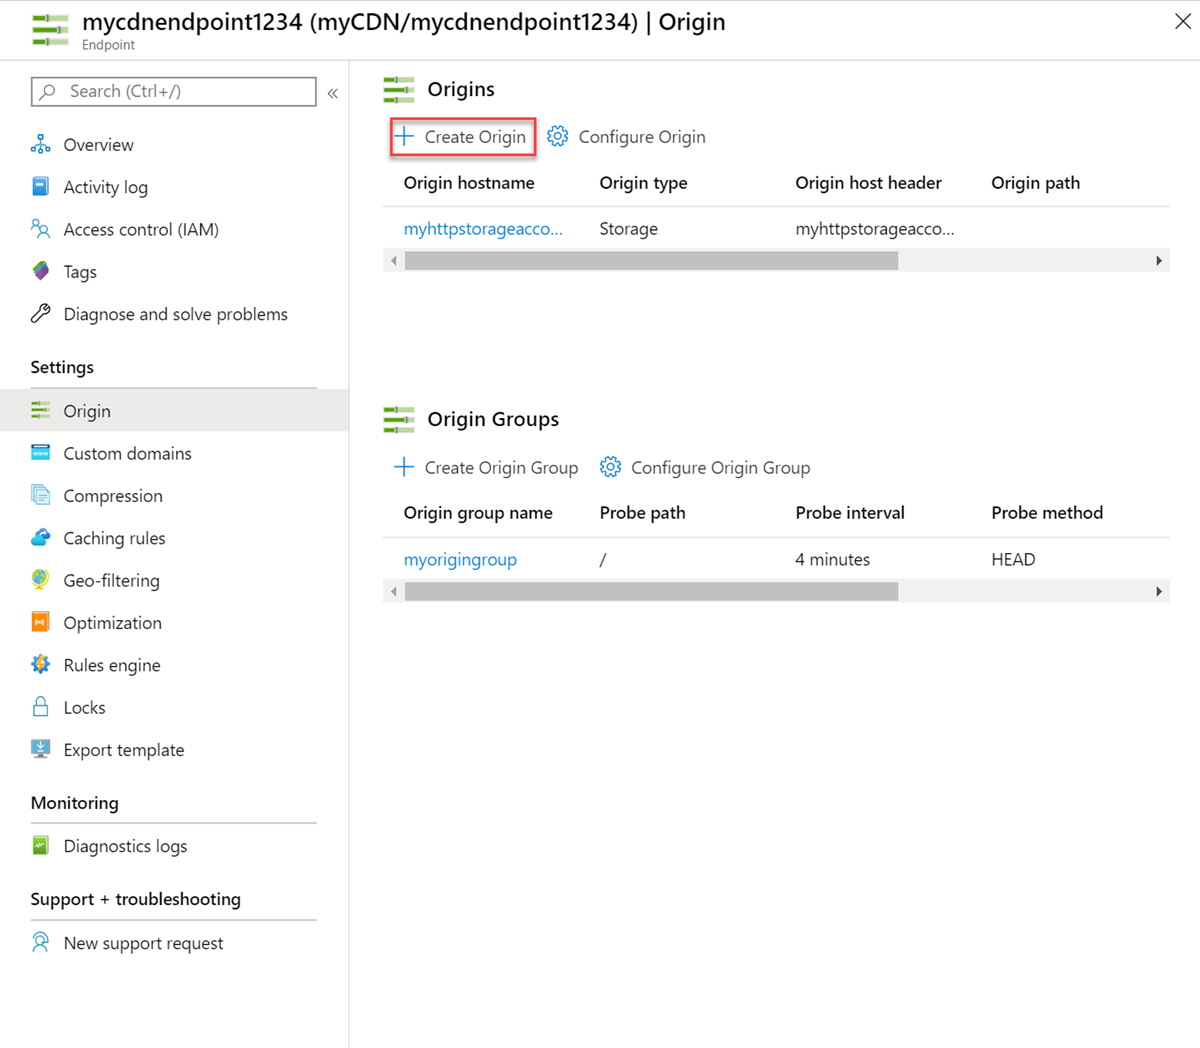 mycdnendpoint1234 (myCDN/mycdnendpoint1234) | Origin
Endpoint
Search (Ctrl+/)
«
Overview
Activity log
Access control (IAM)
Tags
Diagnose and solve problems
Settings
Origin
Custom domains
Compression
Caching rules
Geo-filtering
Optimization
Rules engine
Locks
Export template
Monitoring
Diagnostics logs
Support + troubleshooting
New support request
Origins
Create Origin Configure Origin
Origin hostname Origin type Origin host header Origin path
myhttpstorageacco... Storage myhttpstorageacco...
Origin Groups
Create Origin Group Configure Origin Group
Origin group name Probe path Probe interval Probe method
myorigingroup / 4 minutes HEAD